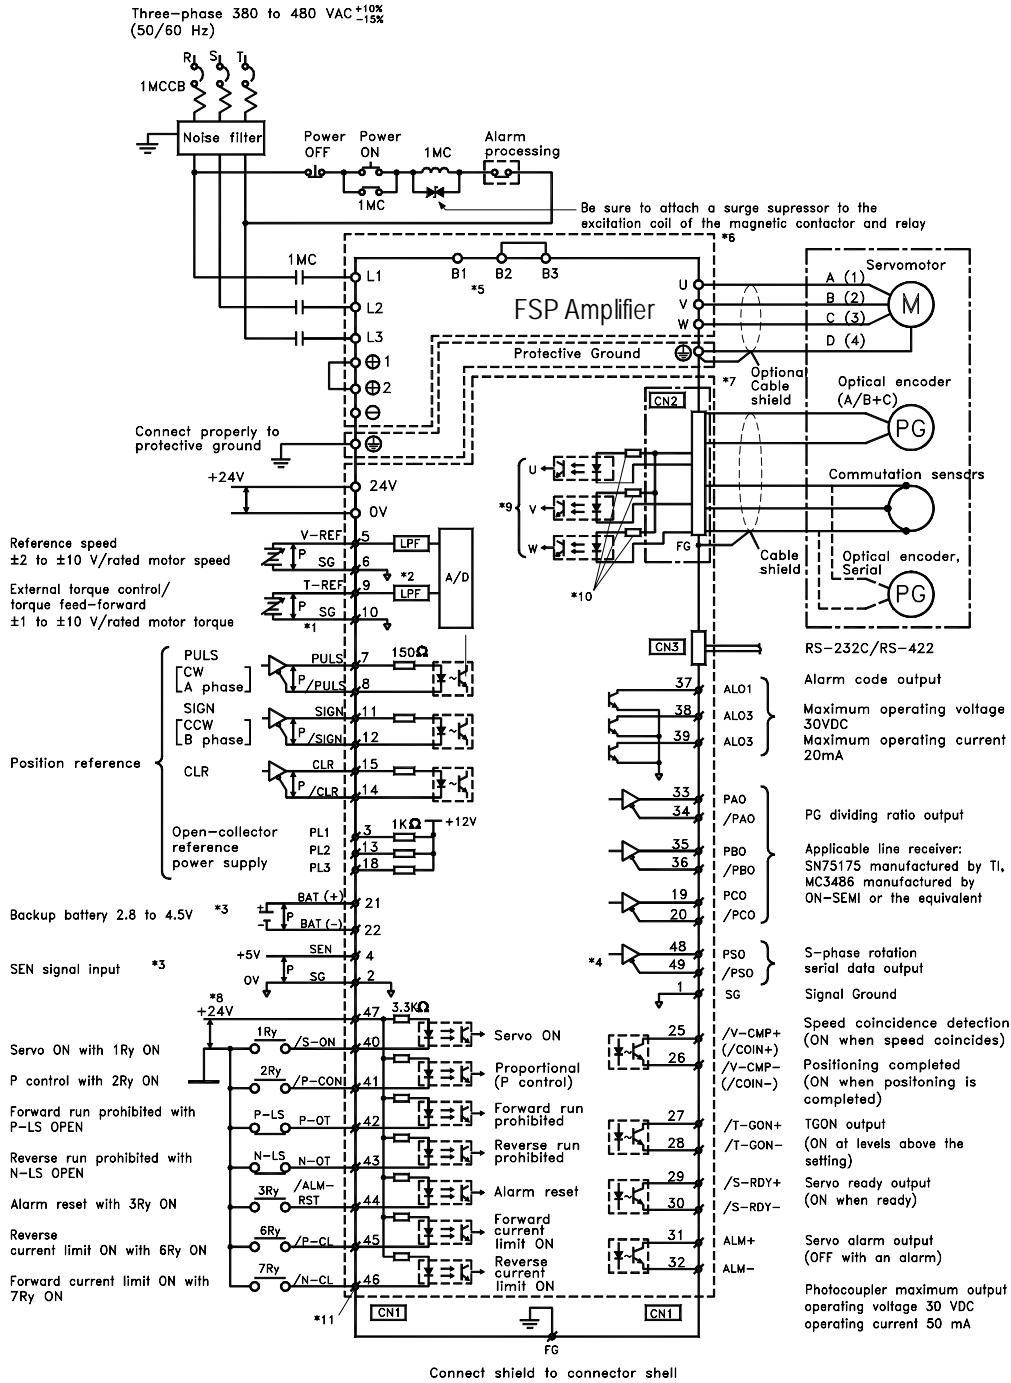 Three-phase 380 to 480 VAC +10% -15%
(50/60 Hz)
R S T
1MCCB
Noise filter
Power OFF
Power ON
1MC
1MC
Alarm processing
Be sure to attach a surge supressor to the
excitation coil of the magnetic contactor and relay
*6
1MC
L1
L2
L3
B1 B2 B3
*5
FSP Amplifier
U
V
W
A (1)
B (2)
C (3)
D (4)
Servomotor
M
Protective Ground
1
2
*7
Optional
Cable
shield
Optical encoder
(A/B+C)
PG
CN2
Connect properly to
protective ground
+24V
24V
0V
*9
U
V
W
*10
FG
Cable
shield
Commutation sensors
Optical encoder,
Serial
PG
Reference speed
±2 to ±10 V/rated motor speed
V-REF 5
P
SG 6
LPF
A/D
External torque control/
torque feed-forward
±1 to ±10 V/rated motor torque
T-REF 9
P
SG 10
*1
*2
LPF
CN3
RS-232C/RS-422
Position reference
PULS
CW
A phase
PULS 7
P
/PULS 8
150Ω
SIGN
CCW
B phase
SIGN 11
P
/SIGN 12
CLR
CLR 15
P
/CLR 14
Open-collector
reference
power supply
PL1 3
PL2 13
PL3 18
1KΩ
+12V
37 ALO1
38 ALO3
39 ALO3
Alarm code output
Maximum operating voltage
30VDC
Maximum operating current
20mA
33 PAO
34 /PAO
35 PBO
36 /PBO
19 PCO
20 /PCO
PG dividing ratio output
Applicable line receiver:
SN75175 manufactured by TI,
MC3486 manufactured by
ON-SEMI or the equivalent
Backup battery 2.8 to 4.5V *3
+
-
P
BAT (+) 21
BAT (-) 22
SEN signal input *3
+5V SEN 4
P
0V SG 2
*4
48 PSO
49 /PSO
S-phase rotation
serial data output
1 SG
Signal Ground
*8
+24V
47
3.3KΩ
Servo ON with 1Ry ON
1Ry /S-ON 40
Servo ON
P control with 2Ry ON
2Ry /P-CON 41
Proportional
(P control)
Forward run prohibited with
P-LS OPEN
P-LS P-OT 42
Forward run
prohibited
Reverse run prohibited with
N-LS OPEN
N-LS N-OT 43
Reverse run
prohibited
Alarm reset with 3Ry ON
3Ry /ALM-RST 44
Alarm reset
Reverse
current limit ON with 6Ry ON
6Ry /P-CL 45
Forward
current
limit ON
Forward current limit ON with
7Ry ON
7Ry /N-CL 46
Reverse
current
limit ON
*11
25 /V-CMP+
(/COIN+)
26 /V-CMP-
(/COIN-)
Speed coincidence detection
(ON when speed coincides)
Positioning completed
(ON when positoning is
completed)
27 /T-GON+
28 /T-GON-
TGON output
(ON at levels above the
setting)
29 /S-RDY+
30 /S-RDY-
Servo ready output
(ON when ready)
31 ALM+
32 ALM-
Servo alarm output
(OFF with an alarm)
Photocoupler maximum output
operating voltage 30 VDC
operating current 50 mA
CN1
CN1
FG
Connect shield to connector shell